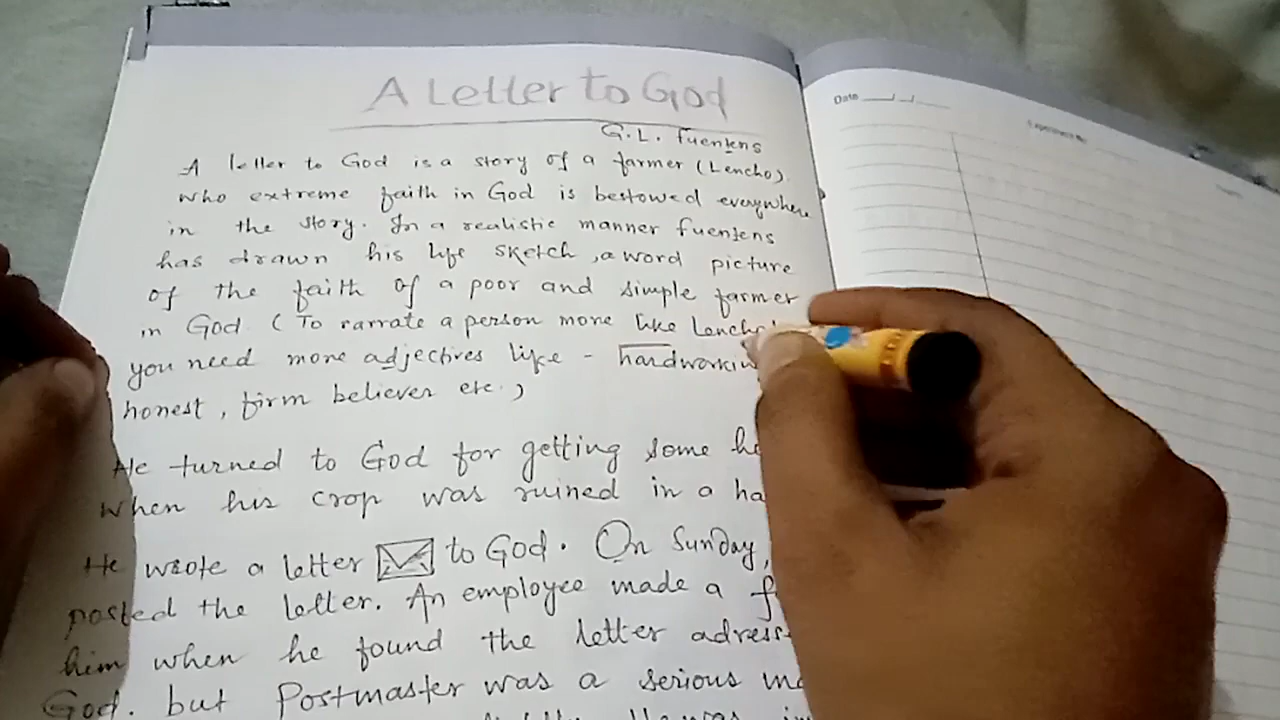 A Letter to God
G.L. fuentens
A letter to God is a story of a farmer (Lencho)
who extreme faith in God is bestowed everywhere
in the story. In a realistic manner fuentens
has drawn his life sketch, a word picture
of the faith of a poor and simple farmer
in God (To rarrate a person more like Lencho
you need more adjectives like - hardworkin
honest, firm believer etc.)
He turned to God for getting some
when his crop was ruined in a ha
He wrote a letter to God. On Sunday,
posted the letter. An employee made a
him when he found the letter adress
God. but Postmaster was a serious
Date